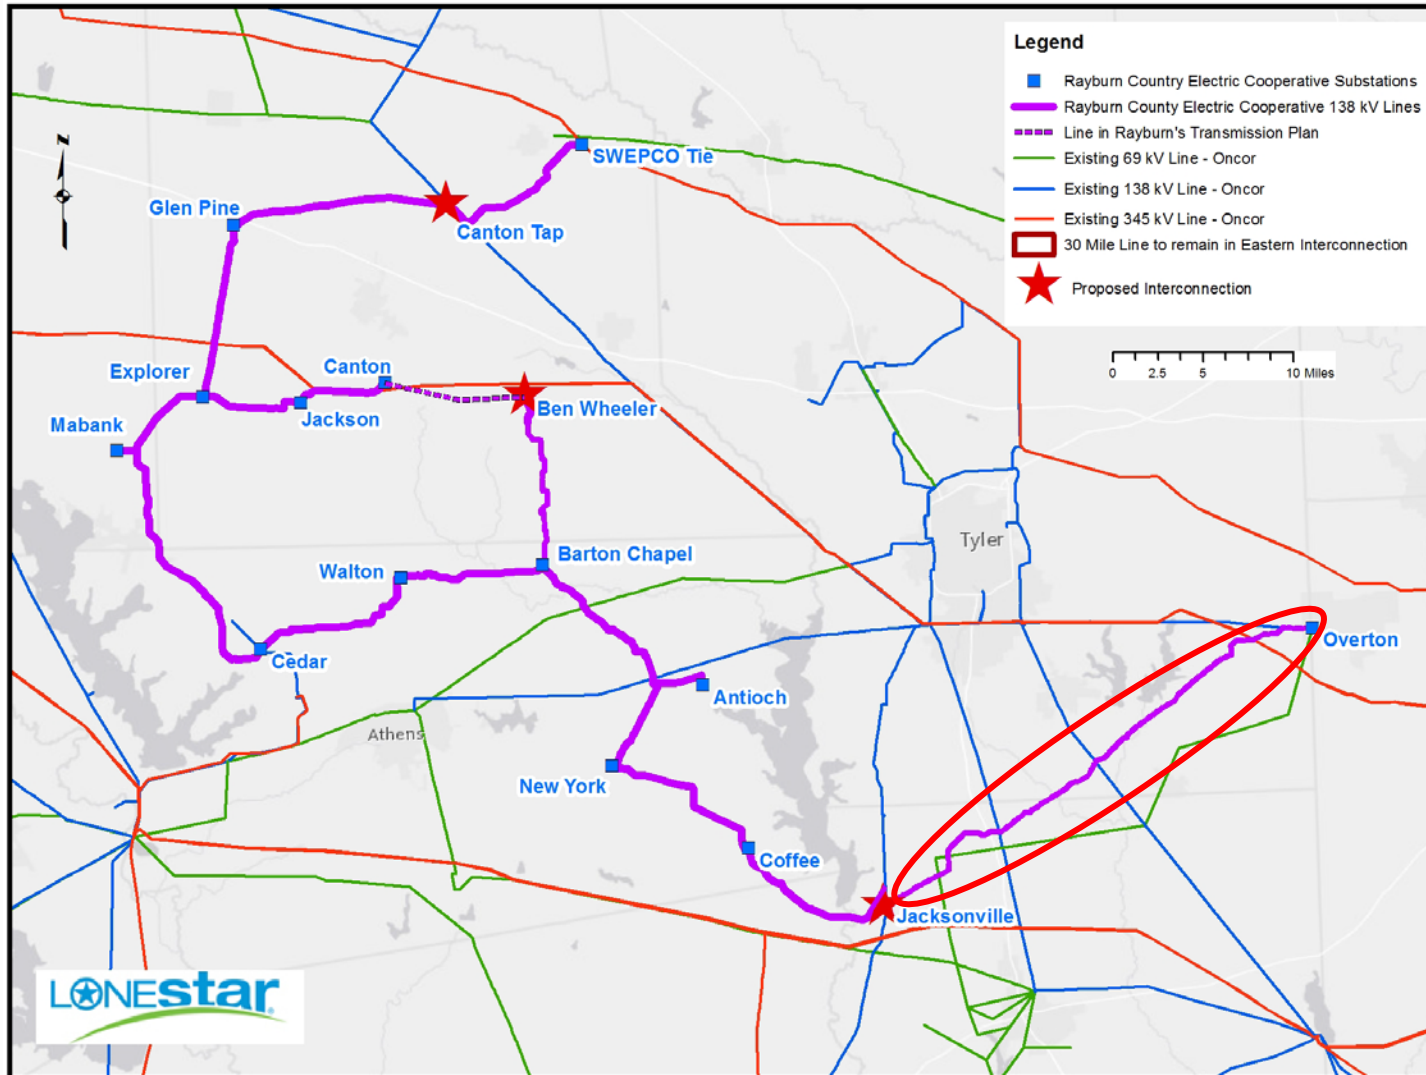 Legend
Rayburn Country Electric Cooperative Substations
Rayburn County Electric Cooperative 138 kV Lines
Line in Rayburn's Transmission Plan
Existing 69 kV Line - Oncor
Existing 138 kV Line - Oncor
Existing 345 kV Line - Oncor
30 Mile Line to remain in Eastern Interconnection
Proposed Interconnection
N
SWEPCO Tie
Glen Pine
Canton Tap
0 2.5 5 10 Miles
Explorer
Canton
Jackson
Ben Wheeler
Mabank
Tyler
Barton Chapel
Walton
Overton
Cedar
Antioch
Athens
New York
Coffee
Jacksonville
LONEstar